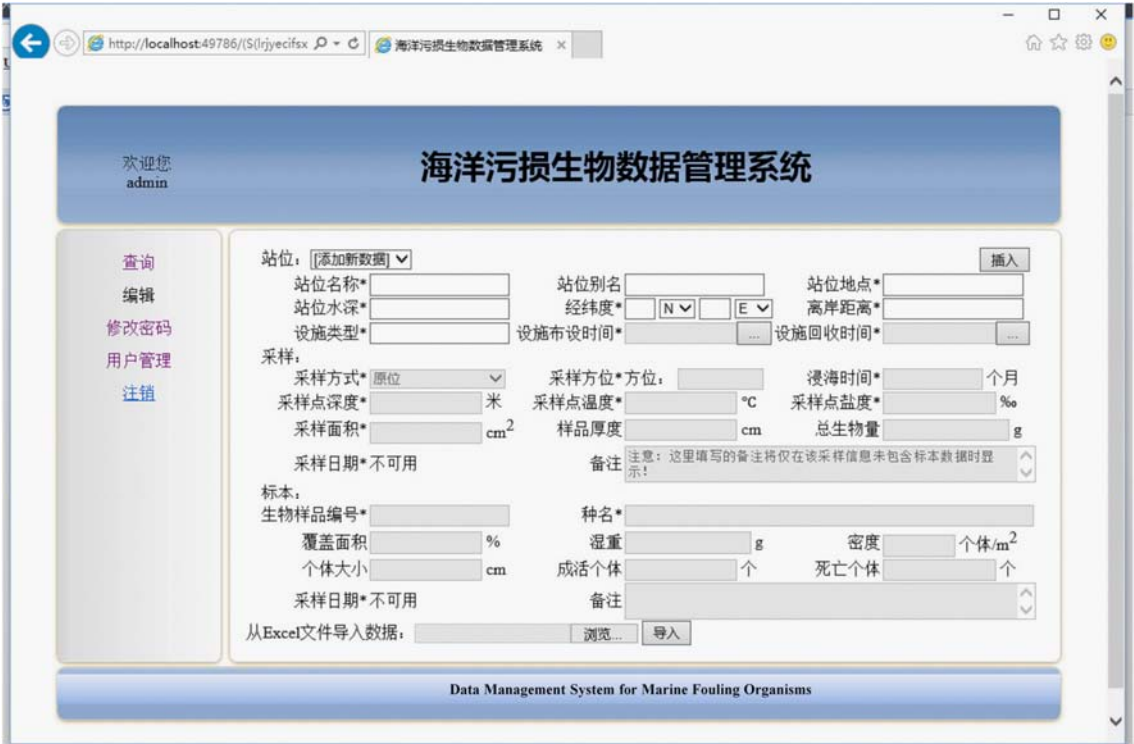 http://localhost:49786/(S(lrjyecifsx
海洋污损生物数据管理系统 ×
欢迎您
admin
海洋污损生物数据管理系统
查询
编辑
修改密码
用户管理
注销
站位： [添加新数据] 插入
站位名称* 站位别名 站位地点*
站位水深* 经纬度* N E 离岸距离*
设施类型* 设施布设时间* ... 设施回收时间* ...
采样：
采样方式* 原位 采样方位*方位： 浸海时间* 个月
采样点深度* 米 采样点温度* °C 采样点盐度* ‰
采样面积* cm2 样品厚度 cm 总生物量 g
采样日期*不可用 备注 注意：这里填写的备注将仅在该采样信息未包含标本数据时显示！
标本：
生物样品编号* 种名*
覆盖面积 % 湿重 g 密度 个体/m2
个体大小 cm 成活个体 个 死亡个体 个
采样日期*不可用 备注
从Excel文件导入数据： 浏览... 导入
Data Management System for Marine Fouling Organisms